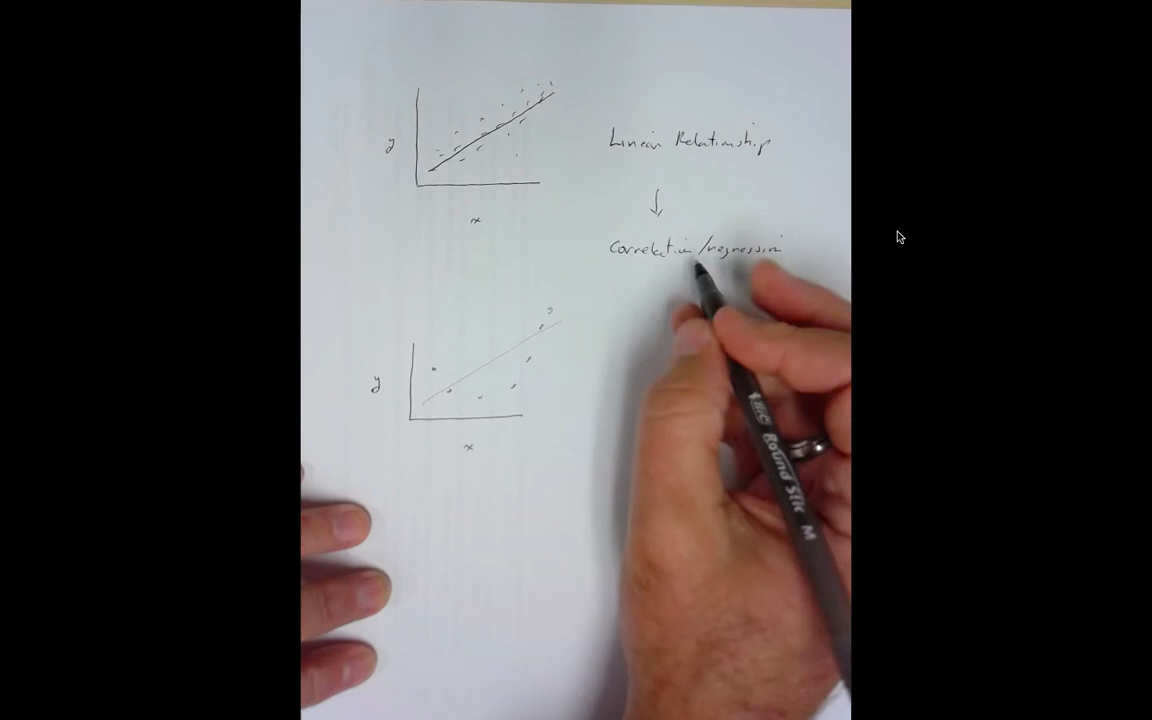 y
Linear Relationship
x
Correlation/regression
y
x
BIC Round Stic M